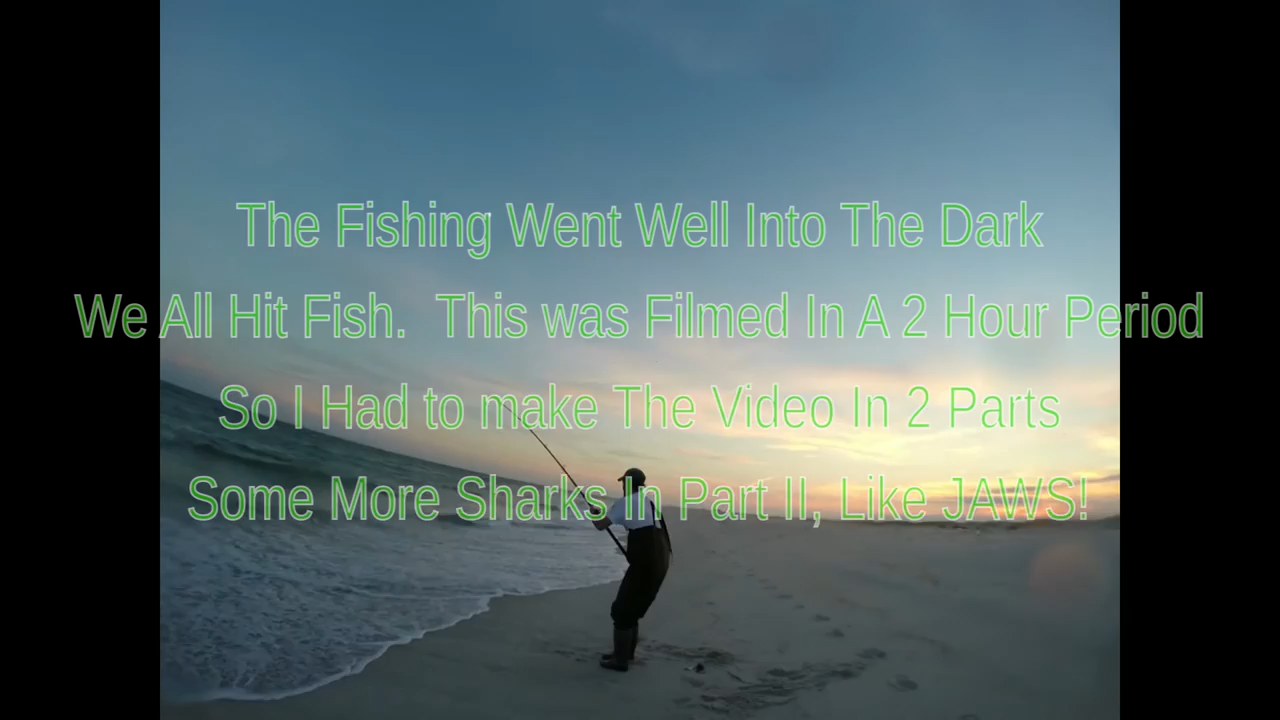 The Fishing Went Well Into The Dark
We All Hit Fish.  This was Filmed In A 2 Hour Period
So I Had to make The Video In 2 Parts
Some More Sharks In Part II, Like JAWS!